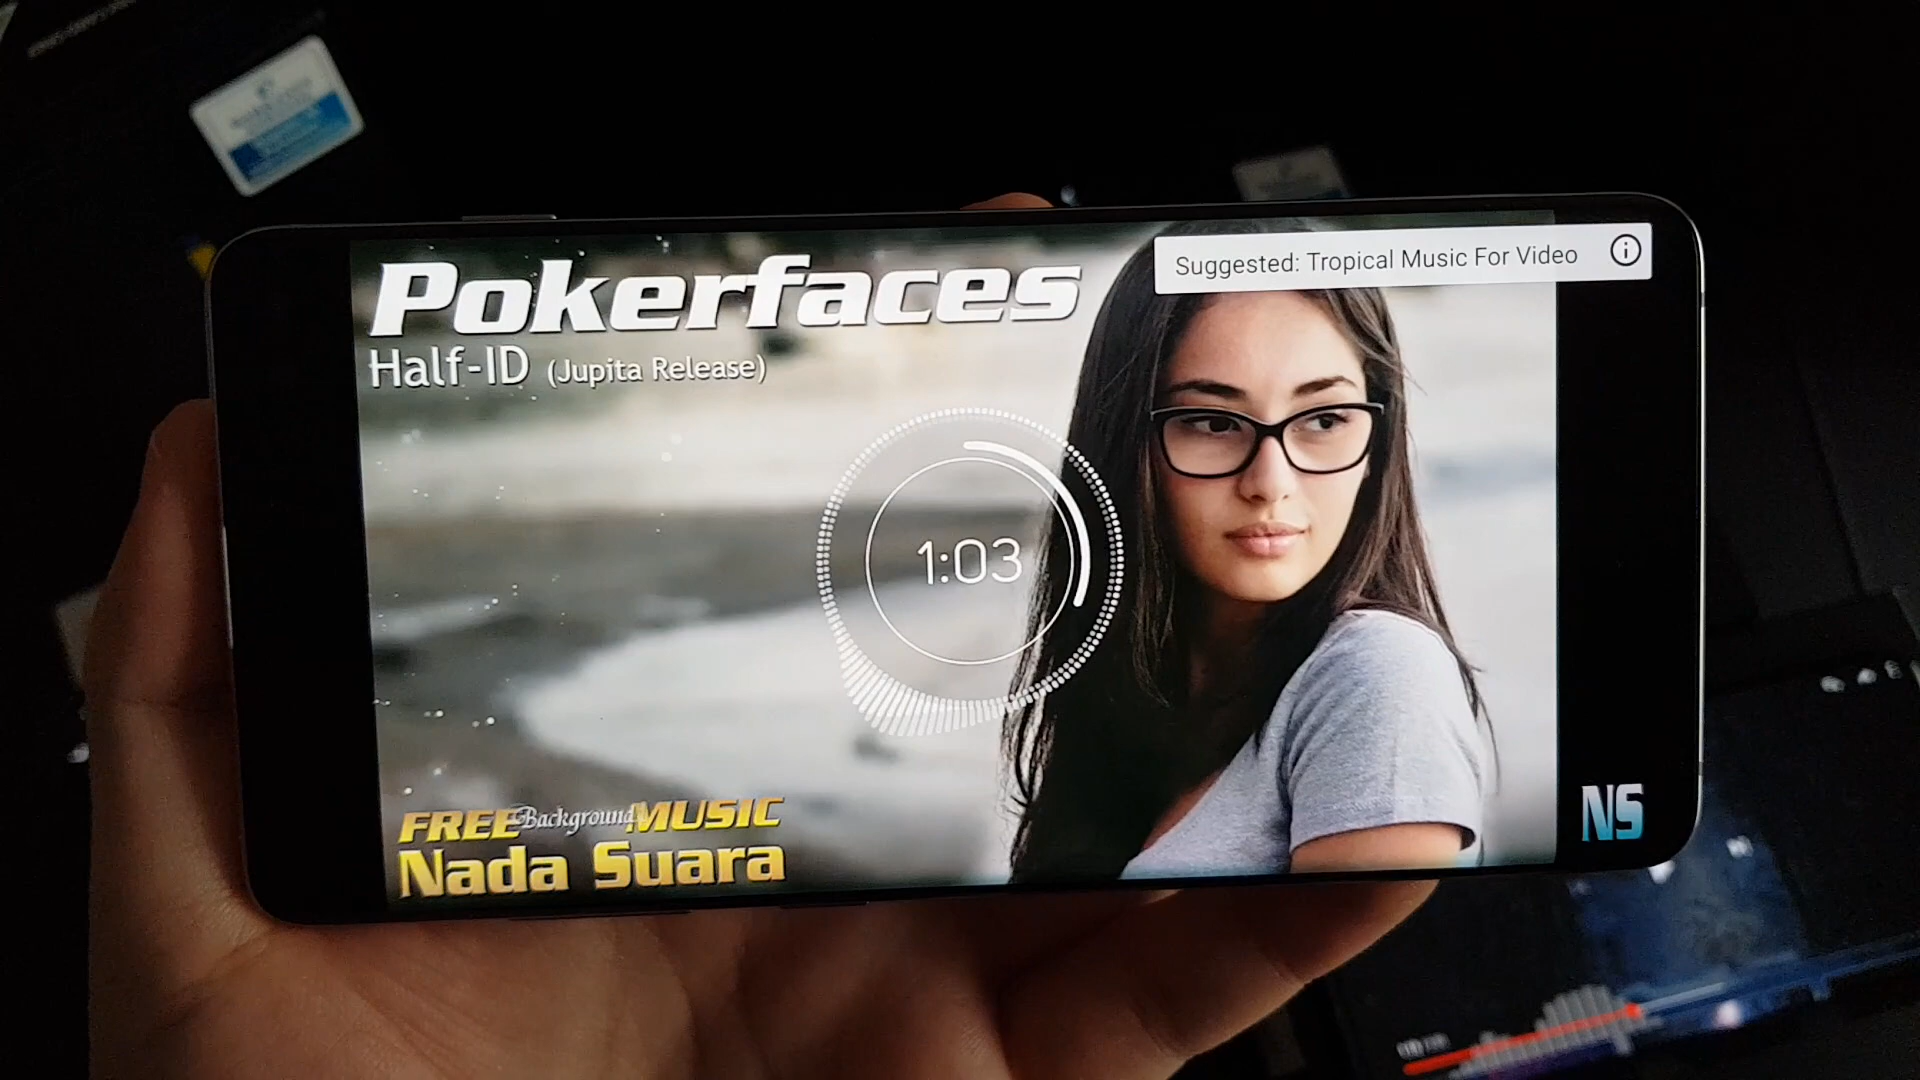 Suggested: Tropical Music For Video
Pokerfaces
Half-ID (Jupita Release)
1:03
FREE Background MUSIC
Nada Suara
NS